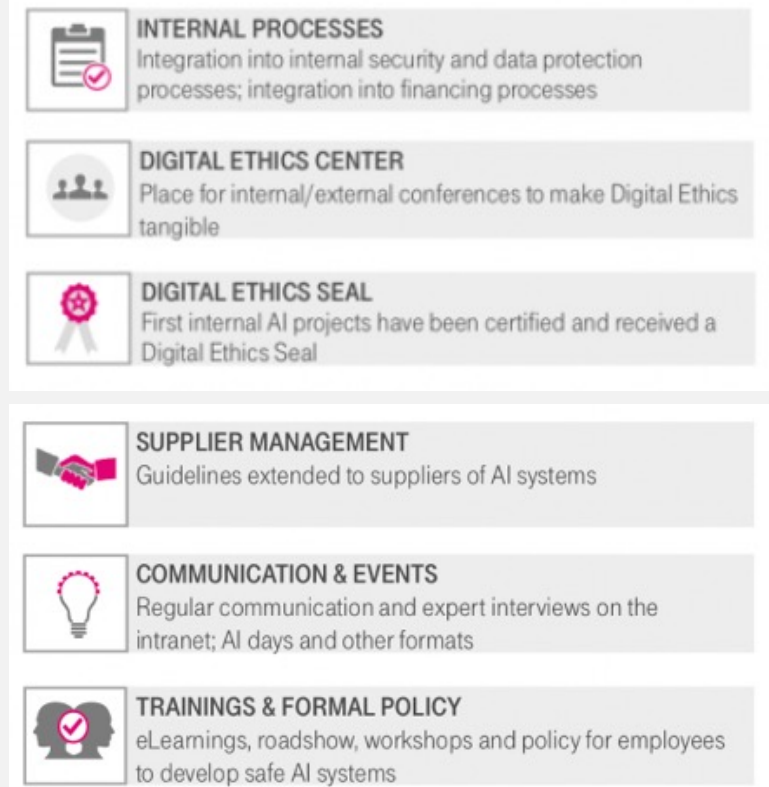 INTERNAL PROCESSES
Integration into internal security and data protection
processes; integration into financing processes
DIGITAL ETHICS CENTER
Place for internal/external conferences to make Digital Ethics
tangible
DIGITAL ETHICS SEAL
First internal AI projects have been certified and received a
Digital Ethics Seal
SUPPLIER MANAGEMENT
Guidelines extended to suppliers of AI systems
COMMUNICATION & EVENTS
Regular communication and expert interviews on the
intranet; AI days and other formats
TRAININGS & FORMAL POLICY
eLearnings, roadshow, workshops and policy for employees
to develop safe AI systems